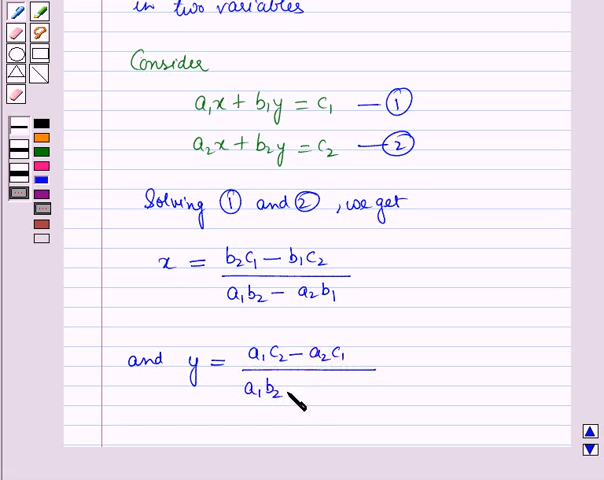 in two variables
Consider
a₁x + b₁y = c₁ — ①
a₂x + b₂y = c₂ — ②
Solving ① and ②, we get
x = b₂c₁ − b₁c₂
a₁b₂ − a₂b₁
and y = a₁c₂ − a₂c₁
a₁b₂